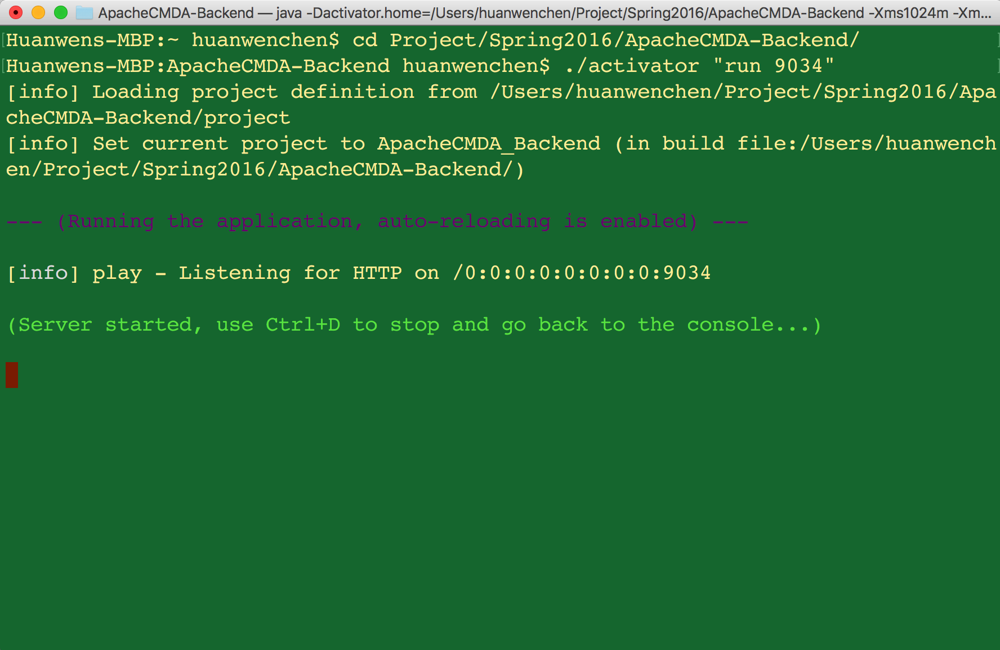 ApacheCMDA-Backend — java -Dactivator.home=/Users/huanwenchen/Project/Spring2016/ApacheCMDA-Backend -Xms1024m -Xm...
[Huanwens-MBP:~ huanwenchen$ cd Project/Spring2016/ApacheCMDA-Backend/ ]
[Huanwens-MBP:ApacheCMDA-Backend huanwenchen$ ./activator "run 9034" ]
[info] Loading project definition from /Users/huanwenchen/Project/Spring2016/Apa
cheCMDA-Backend/project
[info] Set current project to ApacheCMDA_Backend (in build file:/Users/huanwench
en/Project/Spring2016/ApacheCMDA-Backend/)
--- (Running the application, auto-reloading is enabled) ---
[info] play - Listening for HTTP on /0:0:0:0:0:0:0:0:9034
(Server started, use Ctrl+D to stop and go back to the console...)